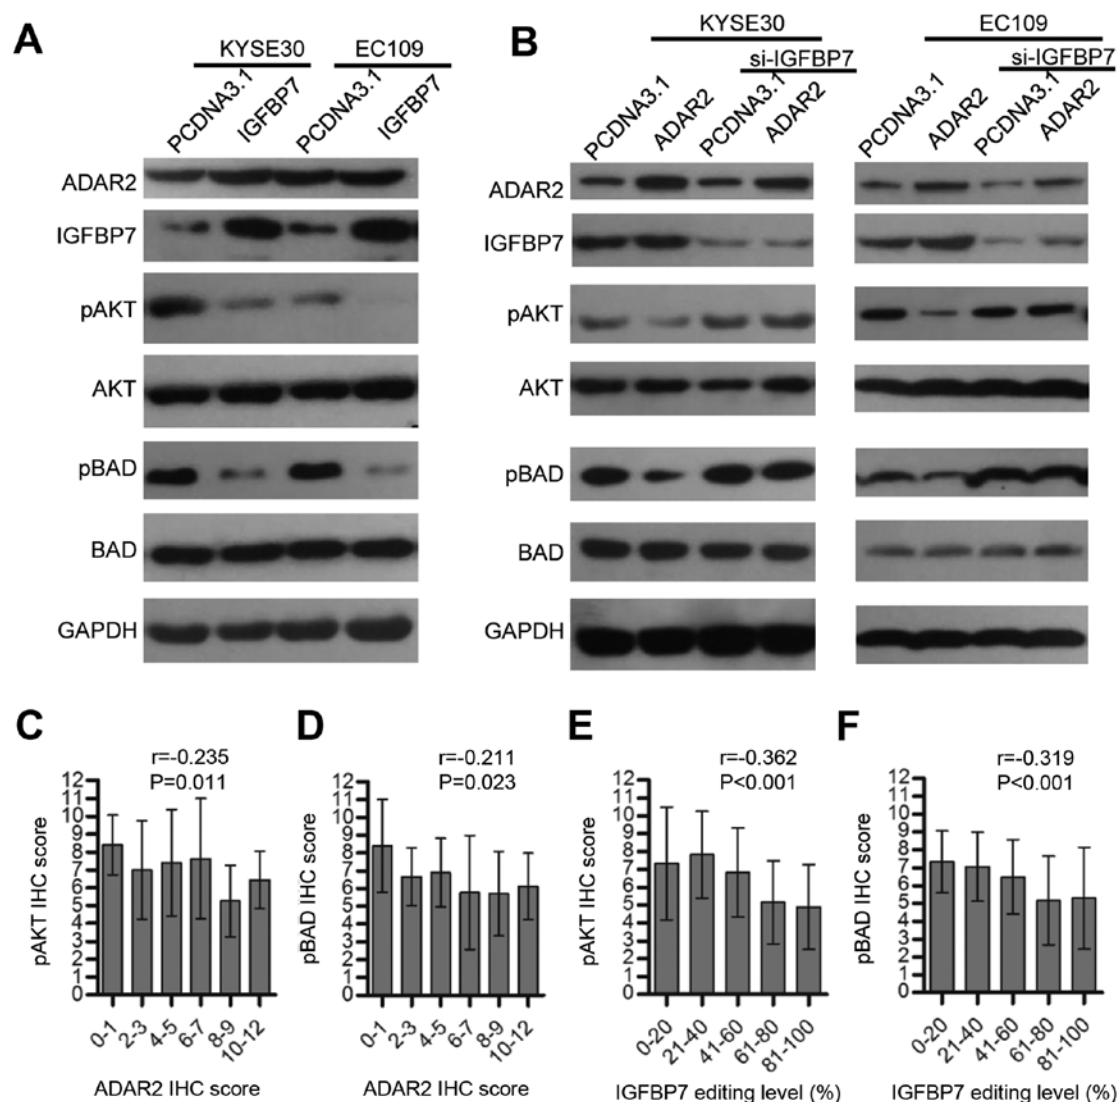 A
KYSE30 EC109
PCDNA3.1 IGFBP7 PCDNA3.1 IGFBP7
ADAR2
IGFBP7
pAKT
AKT
pBAD
BAD
GAPDH
B
KYSE30 EC109
si-IGFBP7 si-IGFBP7
PCDNA3.1 ADAR2 PCDNA3.1 ADAR2 PCDNA3.1 ADAR2 PCDNA3.1 ADAR2
ADAR2
IGFBP7
pAKT
AKT
pBAD
BAD
GAPDH
C
r=-0.235
P=0.011
pAKT IHC score
12
11
10
9
8
7
6
5
4
3
2
1
0
0-1 2-3 4-5 6-7 8-9 10-12
ADAR2 IHC score
D
r=-0.211
P=0.023
pBAD IHC score
12
11
10
9
8
7
6
5
4
3
2
1
0
0-1 2-3 4-5 6-7 8-9 10-12
ADAR2 IHC score
E
r=-0.362
P<0.001
pAKT IHC score
12
11
10
9
8
7
6
5
4
3
2
1
0
0-20 21-40 41-60 61-80 81-100
IGFBP7 editing level (%)
F
r=-0.319
P<0.001
pBAD IHC score
12
11
10
9
8
7
6
5
4
3
2
1
0
0-20 21-40 41-60 61-80 81-100
IGFBP7 editing level (%)